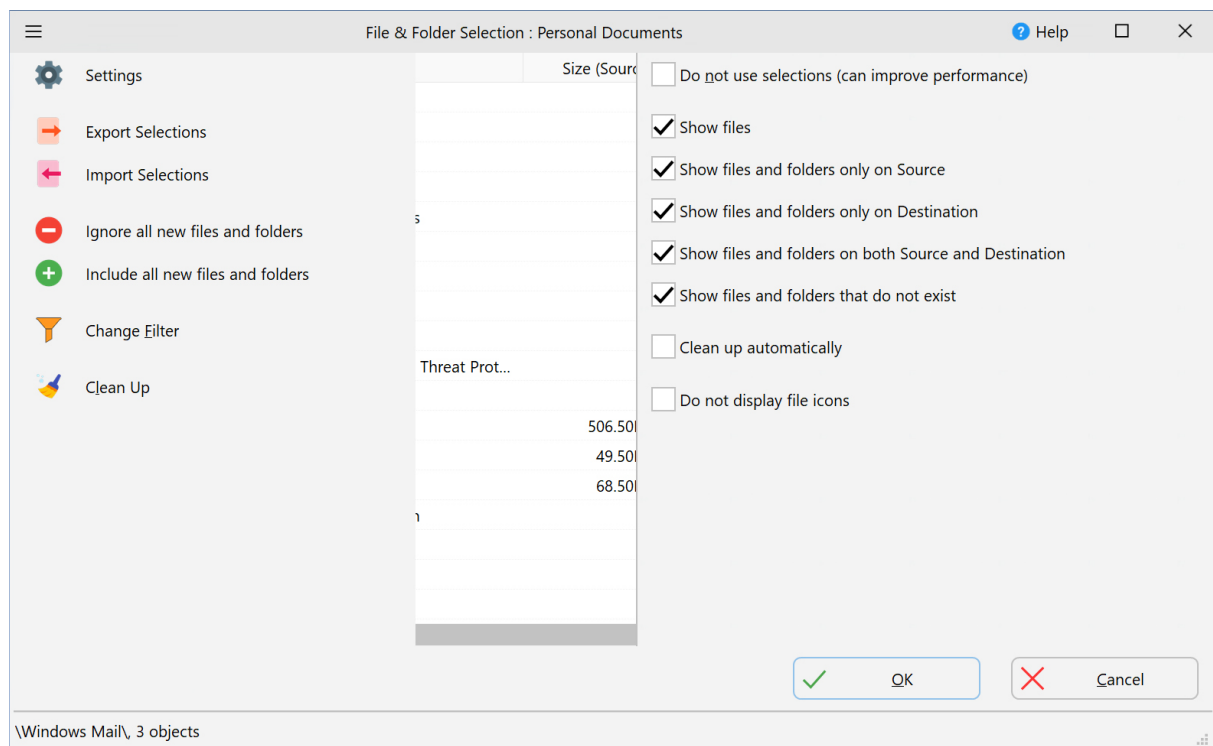 File & Folder Selection : Personal Documents
? Help
Settings
Export Selections
Import Selections
Ignore all new files and folders
Include all new files and folders
Change Filter
Clean Up
Size (Sour
s
Threat Prot...
506.50
49.50
68.50
Do not use selections (can improve performance)
Show files
Show files and folders only on Source
Show files and folders only on Destination
Show files and folders on both Source and Destination
Show files and folders that do not exist
Clean up automatically
Do not display file icons
OK
Cancel
\Windows Mail\, 3 objects